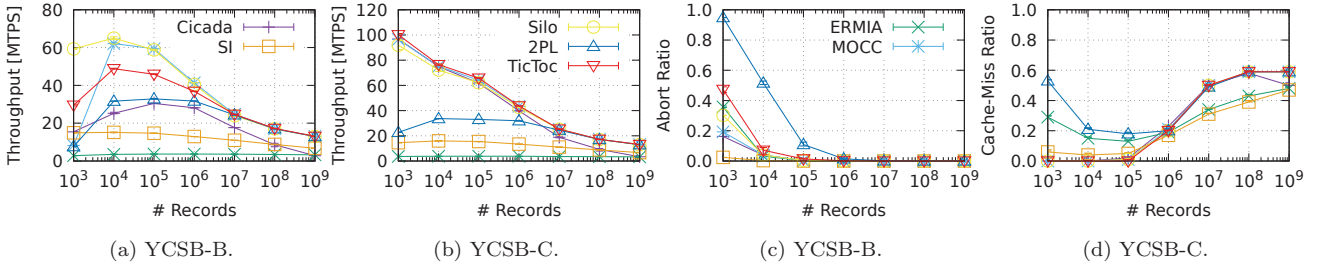 Throughput [MTPS]
80
60
40
20
0
Cicada
SI
10^3 10^4 10^5 10^6 10^7 10^8 10^9
# Records
(a) YCSB-B.
Throughput [MTPS]
120
100
80
60
40
20
0
Silo
2PL
TicToc
10^3 10^4 10^5 10^6 10^7 10^8 10^9
# Records
(b) YCSB-C.
Abort Ratio
1.0
0.8
0.6
0.4
0.2
0.0
ERMIA
MOCC
10^3 10^4 10^5 10^6 10^7 10^8 10^9
# Records
(c) YCSB-B.
Cache-Miss Ratio
1.0
0.8
0.6
0.4
0.2
0.0
10^3 10^4 10^5 10^6 10^7 10^8 10^9
# Records
(d) YCSB-C.